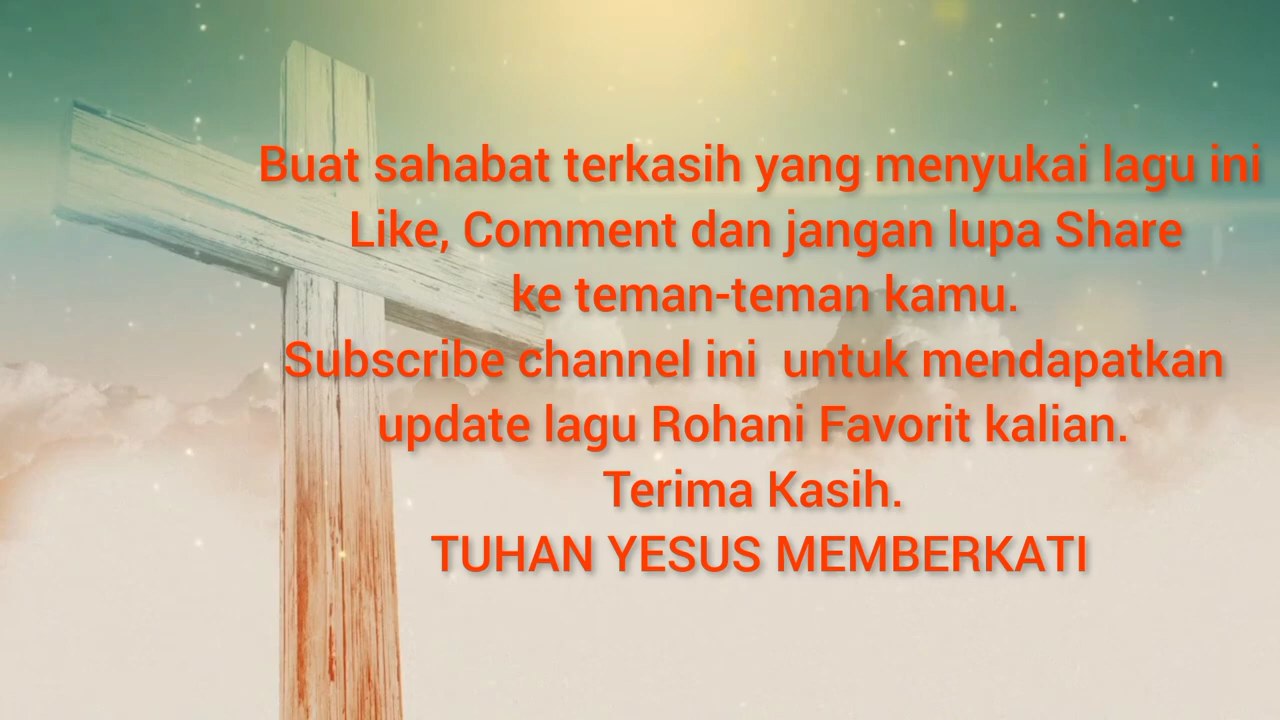 Buat sahabat terkasih yang menyukai lagu ini
Like, Comment dan jangan lupa Share
ke teman-teman kamu.
Subscribe channel ini  untuk mendapatkan
update lagu Rohani Favorit kalian.
Terima Kasih.
TUHAN YESUS MEMBERKATI